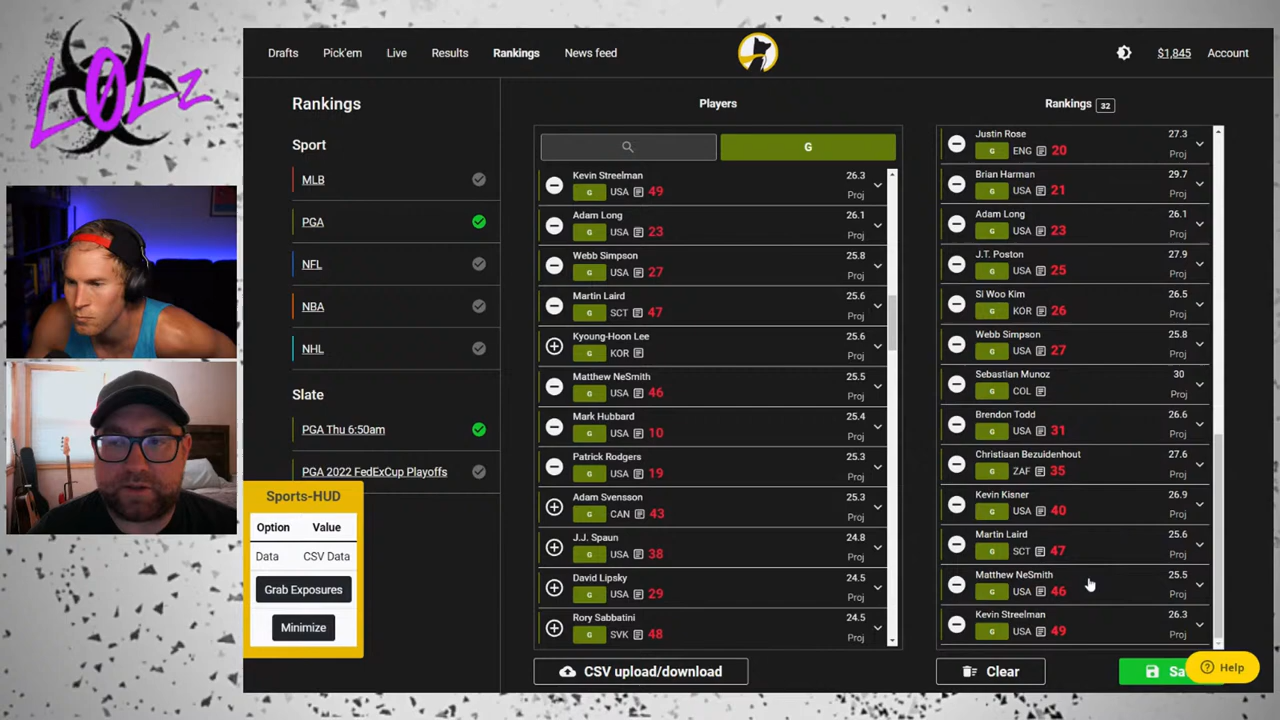 LOLz
Drafts Pick'em Live Results Rankings News feed $1,845 Account
Rankings
Sport
MLB
PGA
NFL
NBA
NHL
Slate
PGA Thu 6:50am
PGA 2022 FedExCup Playoffs
Sports-HUD
Option Value
Data CSV Data
Grab Exposures
Minimize
Players
G
Kevin Streelman 26.3
G USA 49 Proj
Adam Long 26.1
G USA 23 Proj
Webb Simpson 25.8
G USA 27 Proj
Martin Laird 25.6
G SCT 47 Proj
Kyoung-Hoon Lee 25.6
G KOR Proj
Matthew NeSmith 25.5
G USA 46 Proj
Mark Hubbard 25.4
G USA 10 Proj
Patrick Rodgers 25.3
G USA 19 Proj
Adam Svensson 25.3
G CAN 43 Proj
J.J. Spaun 24.8
G USA 38 Proj
David Lipsky 24.5
G USA 29 Proj
Rory Sabbatini 24.5
G SVK 48 Proj
CSV upload/download
Rankings 32
Justin Rose 27.3
G ENG 20 Proj
Brian Harman 29.7
G USA 21 Proj
Adam Long 26.1
G USA 23 Proj
J.T. Poston 27.9
G USA 25 Proj
Si Woo Kim 26.5
G KOR 26 Proj
Webb Simpson 25.8
G USA 27 Proj
Sebastian Munoz 30
G COL Proj
Brendon Todd 26.6
G USA 31 Proj
Christiaan Bezuidenhout 27.6
G ZAF 35 Proj
Kevin Kisner 26.9
G USA 40 Proj
Martin Laird 25.6
G SCT 47 Proj
Matthew NeSmith 25.5
G USA 46 Proj
Kevin Streelman 26.3
G USA 49 Proj
Clear
Sa
Help